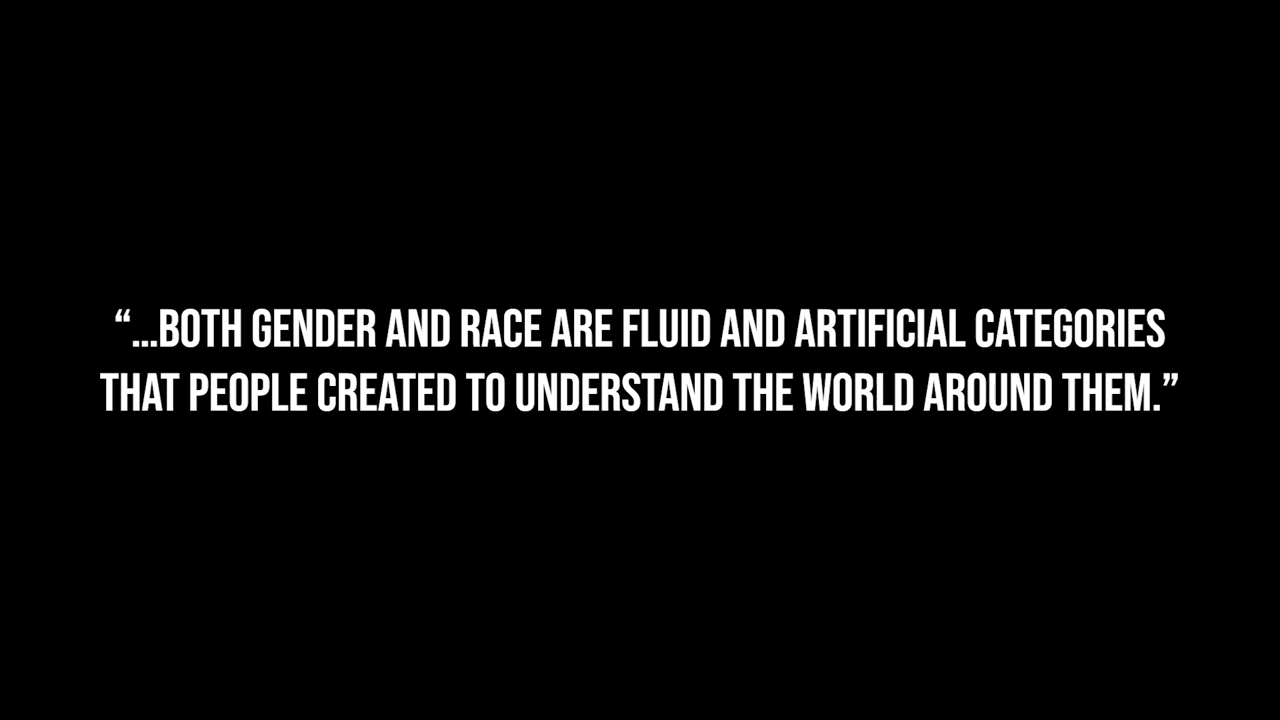 “...BOTH GENDER AND RACE ARE FLUID AND ARTIFICIAL CATEGORIES
THAT PEOPLE CREATED TO UNDERSTAND THE WORLD AROUND THEM.”